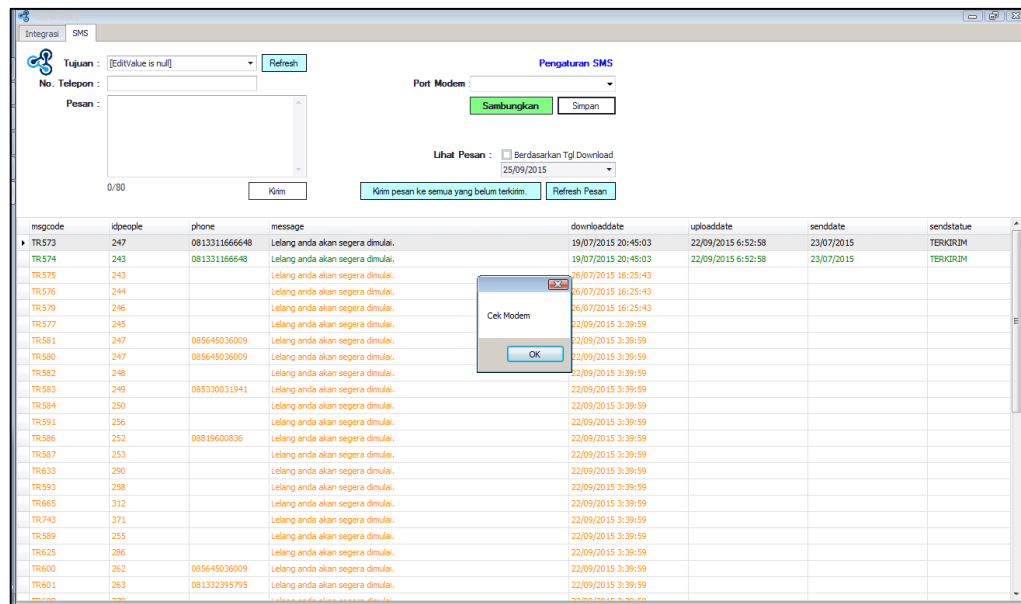 Integrasi SMS
Tujuan : [EditValue is null] Refresh Pengaturan SMS
No. Telepon : Port Modem :
Pesan : Sambungkan Simpan
Lihat Pesan : Berdasarkan Tgl Download
25/09/2015
0/80 Kirim Kirim pesan ke semua yang belum terkirim. Refresh Pesan
msgcode idpeople phone message downloaddate uploaddate senddate sendstatue
TR573 247 0813311666648 Lelang anda akan segera dimulai. 19/07/2015 20:45:03 22/09/2015 6:52:58 23/07/2015 TERKIRIM
TR574 243 081331166648 Lelang anda akan segera dimulai. 19/07/2015 20:45:03 22/09/2015 6:52:58 23/07/2015 TERKIRIM
TR575 243 Lelang anda akan segera dimulai. 26/07/2015 16:25:43
TR576 244 Lelang anda akan segera dimulai. 26/07/2015 16:25:43
TR579 246 Lelang anda akan segera dimulai. 26/07/2015 16:25:43
Cek Modem
OK
TR577 245 Lelang anda akan segera dimulai. 22/09/2015 3:39:59
TR581 247 085645036009 Lelang anda akan segera dimulai. 22/09/2015 3:39:59
TR580 247 085645036009 Lelang anda akan segera dimulai. 22/09/2015 3:39:59
TR582 248 Lelang anda akan segera dimulai. 22/09/2015 3:39:59
TR583 249 085330031941 Lelang anda akan segera dimulai. 22/09/2015 3:39:59
TR584 250 Lelang anda akan segera dimulai. 22/09/2015 3:39:59
TR591 256 Lelang anda akan segera dimulai. 22/09/2015 3:39:59
TR586 252 08819600836 Lelang anda akan segera dimulai. 22/09/2015 3:39:59
TR587 253 Lelang anda akan segera dimulai. 22/09/2015 3:39:59
TR633 290 Lelang anda akan segera dimulai. 22/09/2015 3:39:59
TR593 258 Lelang anda akan segera dimulai. 22/09/2015 3:39:59
TR665 312 Lelang anda akan segera dimulai. 22/09/2015 3:39:59
TR743 371 Lelang anda akan segera dimulai. 22/09/2015 3:39:59
TR589 255 Lelang anda akan segera dimulai. 22/09/2015 3:39:59
TR625 286 Lelang anda akan segera dimulai. 22/09/2015 3:39:59
TR600 262 085645036009 Lelang anda akan segera dimulai. 22/09/2015 3:39:59
TR601 263 081332395795 Lelang anda akan segera dimulai. 22/09/2015 3:39:59